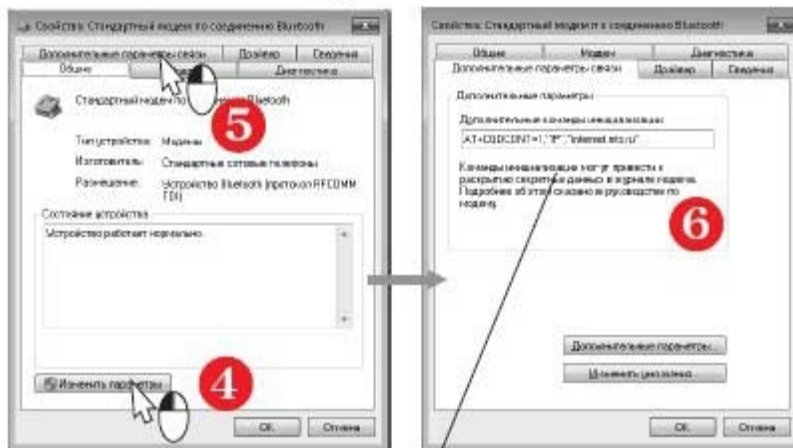 Свойства: Стандартный модем по соединению Bluetooth
Дополнительные параметры связи Драйвер Сведения
Общие Диагностика
Стандартный модем по Bluetooth
5
Тип устройства: Модемы
Изготовитель: Стандартные сотовые телефоны
Размещение: Устройство Bluetooth (протокол RFCOMM TDI)
Состояние устройства
Устройство работает нормально.
Изменить параметры
4
OK Отмена
Свойства: Стандартный модем по соединению Bluetooth
Общие Модем Диагностика
Дополнительные параметры связи Драйвер Сведения
Дополнительные параметры
Дополнительные команды инициализации:
AT+CGDCONT=1,"IP","internet.mts.ru"
Команды инициализации могут привести к
раскрытию секретных данных в журнале модема.
Подробнее об этом сказано в руководстве по
модему.
6
Дополнительные параметры...
Изменить умолчания...
OK Отмена